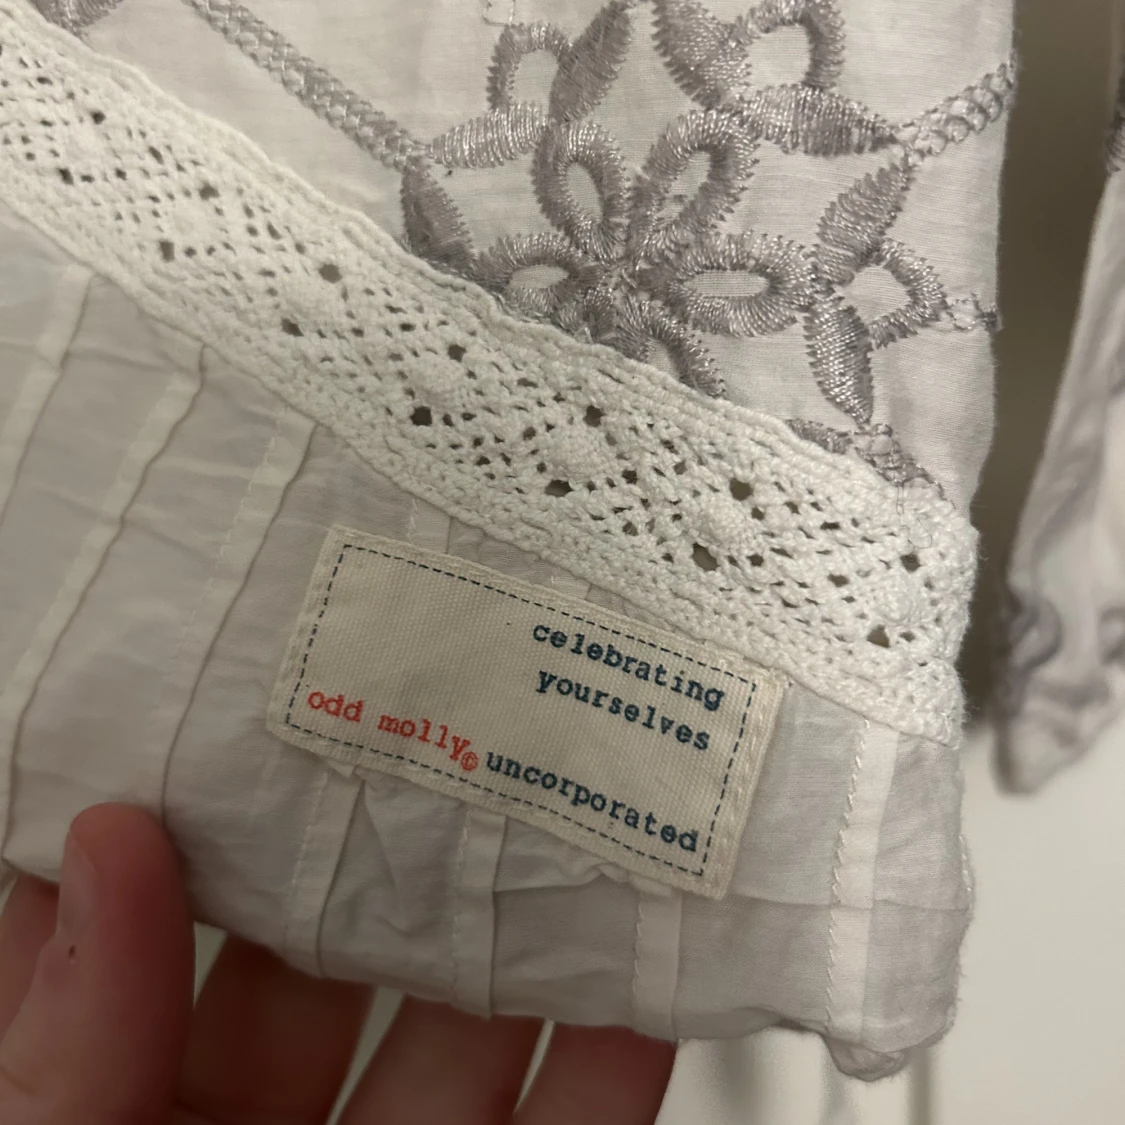 celebrating
yourselves
odd molly© uncorporated